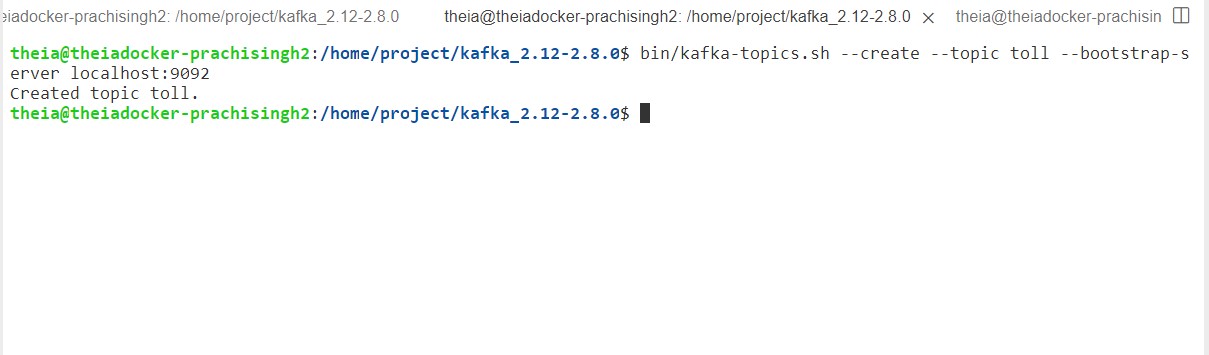 eiadocker-prachisingh2: /home/project/kafka_2.12-2.8.0 theia@theiadocker-prachisingh2: /home/project/kafka_2.12-2.8.0 theia@theiadocker-prachisin
theia@theiadocker-prachisingh2:/home/project/kafka_2.12-2.8.0$ bin/kafka-topics.sh --create --topic toll --bootstrap-s
erver localhost:9092
Created topic toll.
theia@theiadocker-prachisingh2:/home/project/kafka_2.12-2.8.0$